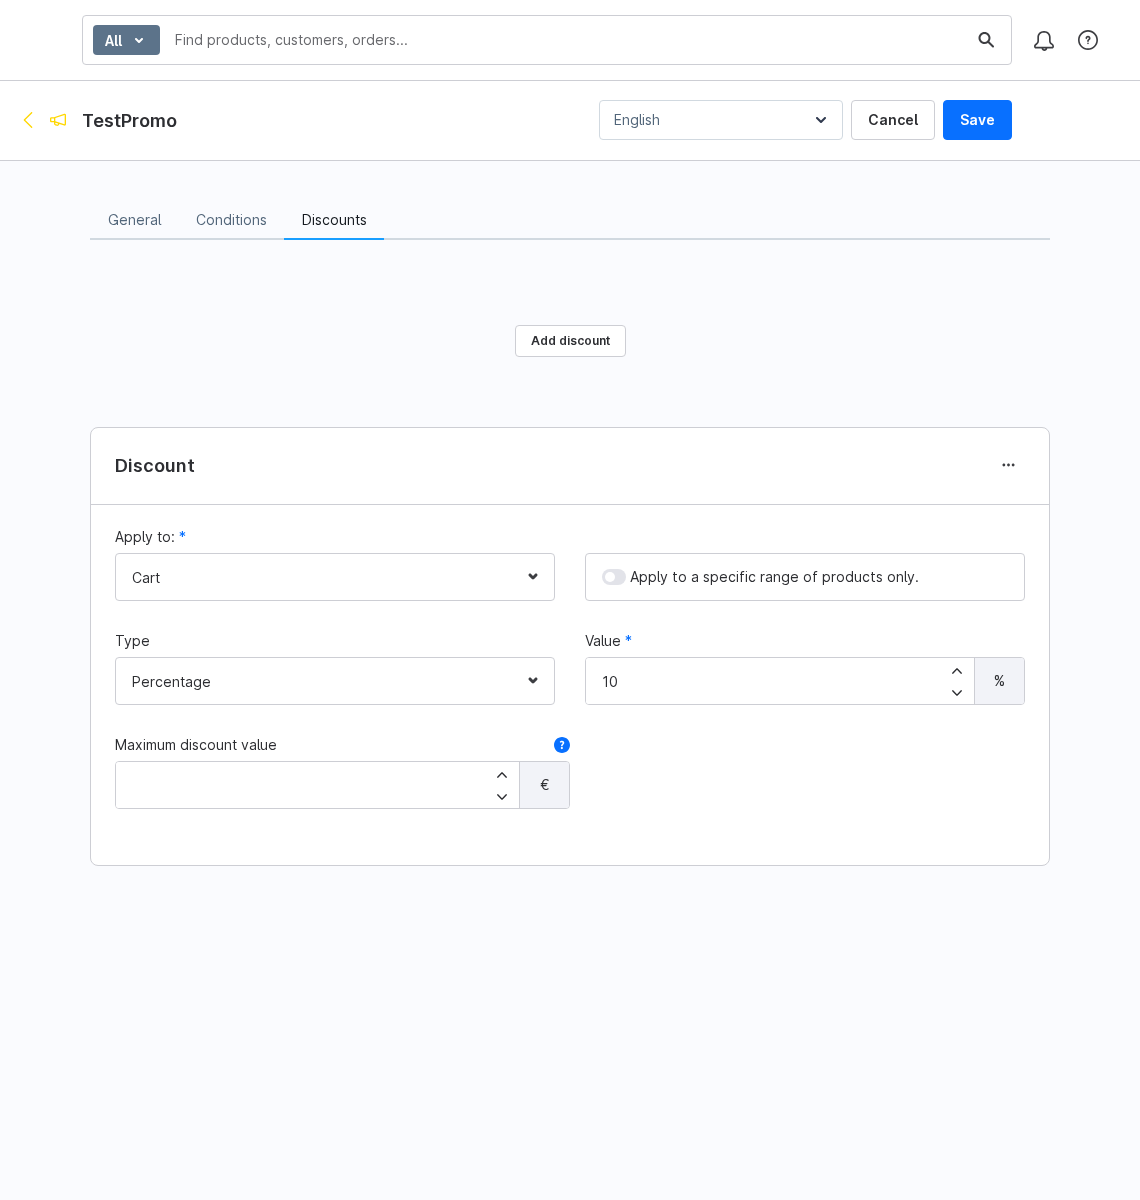 All
Find products, customers, orders...
TestPromo
English
Cancel
Save
General
Conditions
Discounts
Add discount
Discount
Apply to: *
Cart
Apply to a specific range of products only.
Type
Value *
Percentage
10
%
Maximum discount value
?
€